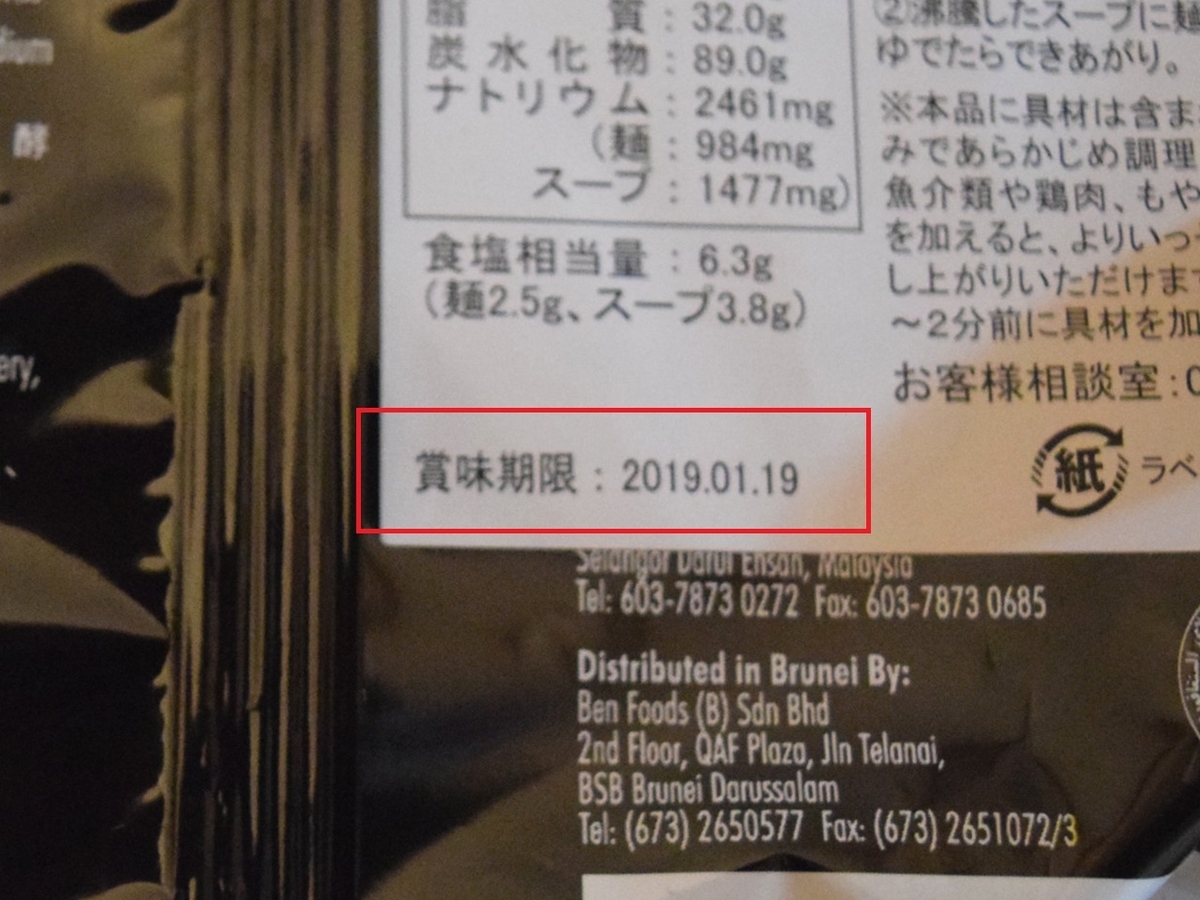 dium
酵
ery,
脂質：32.0g
炭水化物：89.0g
ナトリウム：2461mg
（麺：984mg
スープ：1477mg）
食塩相当量：6.3g
（麺2.5g、スープ3.8g）
賞味期限：2019.01.19
②沸騰したスープに麺
ゆでたらできあがり。
※本品に具材は含ま
みであらかじめ調理
魚介類や鶏肉、もや
を加えると、よりいっ
し上がりいただけま
～2分前に具材を加
お客様相談室：0
紙
ラベ
Selangor Darul Ehsan, Malaysia
Tel: 603-7873 0272 Fax: 603-7873 0685
Distributed in Brunei By:
Ben Foods (B) Sdn Bhd
2nd Floor, QAF Plaza, Jln Telanai,
BSB Brunei Darussalam
Tel: (673) 2650577 Fax: (673) 2651072/3